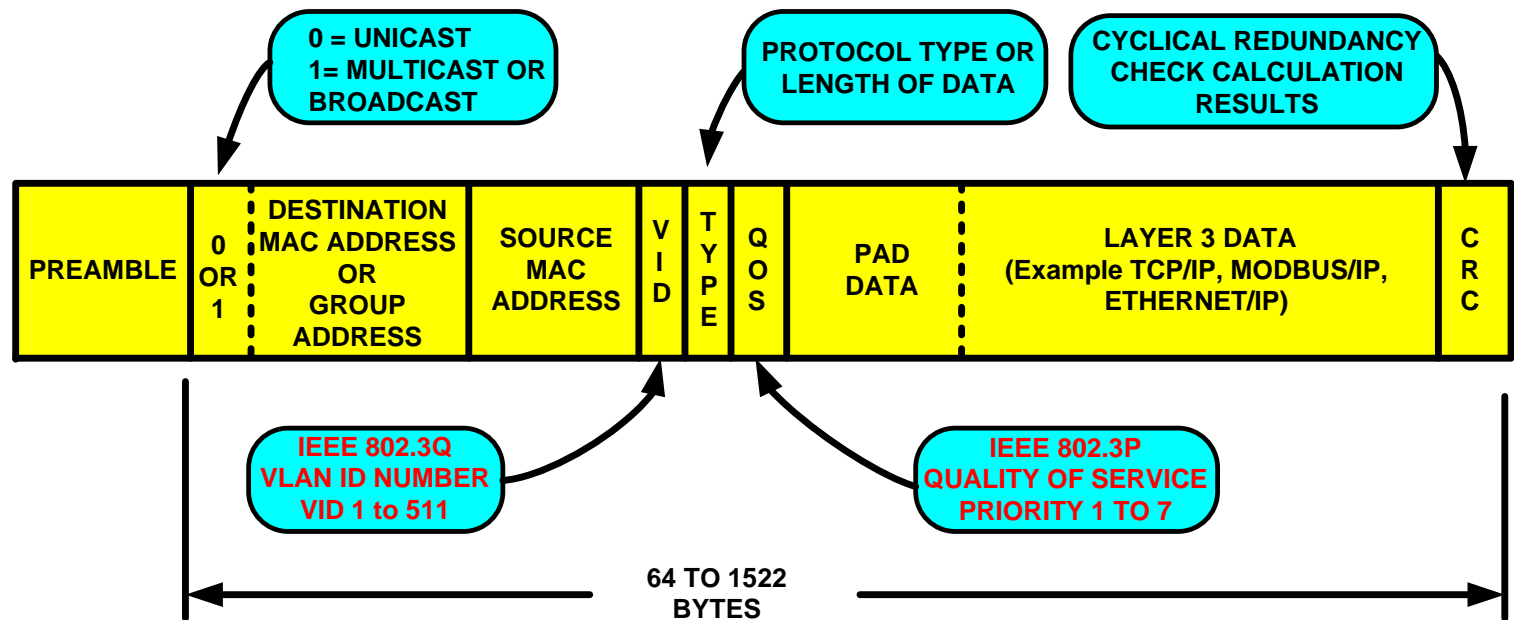 0 = UNICAST
1= MULTICAST OR
BROADCAST
PROTOCOL TYPE OR
LENGTH OF DATA
CYCLICAL REDUNDANCY
CHECK CALCULATION
RESULTS
PREAMBLE
0
OR
1
DESTINATION
MAC ADDRESS
OR
GROUP
ADDRESS
SOURCE
MAC
ADDRESS
V
I
D
T
Y
P
E
Q
O
S
PAD
DATA
LAYER 3 DATA
(Example TCP/IP, MODBUS/IP,
ETHERNET/IP)
C
R
C
IEEE 802.3Q
VLAN ID NUMBER
VID 1 to 511
IEEE 802.3P
QUALITY OF SERVICE
PRIORITY 1 TO 7
64 TO 1522
BYTES